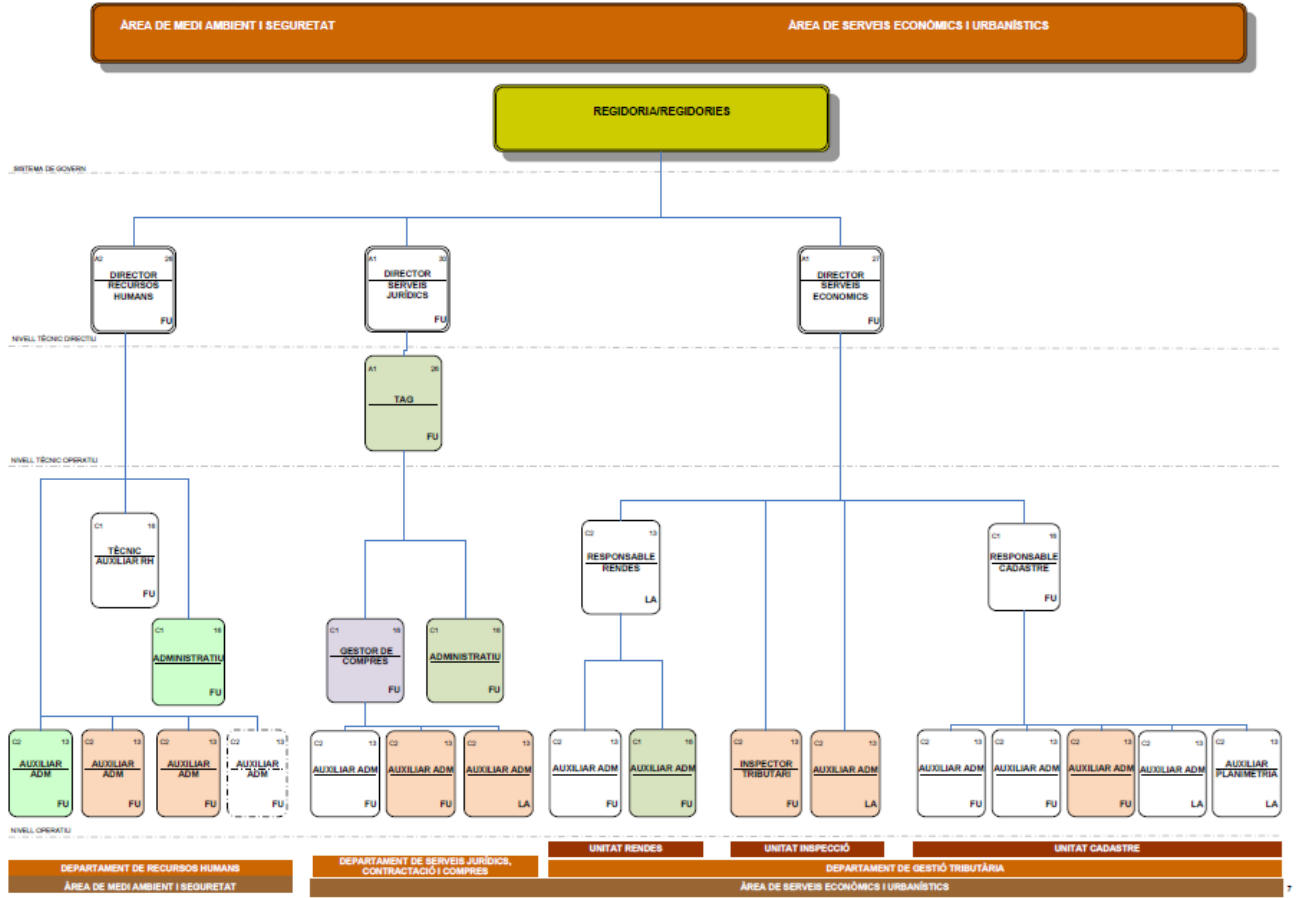 ÀREA DE MEDI AMBIENT I SEGURETAT
ÀREA DE SERVEIS ECONÒMICS I URBANÍSTICS
REGIDORIA/REGIDORIES
SISTEMA DE GOVERN
A2
DIRECTOR
RECURSOS
HUMANS
FU
A1 30
DIRECTOR
SERVEIS
JURÍDICS
FU
A1 27
DIRECTOR
SERVEIS
ECONOMICS
FU
NIVELL TÈCNIC DIRECTIU
A1 26
TAG
FU
NIVELL TÈCNIC OPERATIU
C1 18
TÈCNIC
AUXILIAR RH
FU
C2 13
RESPONSABLE
RENDES
LA
C1 16
RESPONSABLE
CADASTRE
FU
C1 16
ADMINISTRATIU
FU
C1 16
GESTOR DE
COMPRES
FU
C1 16
ADMINISTRATIU
FU
C2 13
AUXILIAR
ADM
FU
C2 13
AUXILIAR
ADM
FU
C2 13
AUXILIAR
ADM
FU
C2 13
AUXILIAR
ADM
FU
C2 13
AUXILIAR ADM
FU
C2 13
AUXILIAR ADM
FU
C2 13
AUXILIAR ADM
LA
C2 13
AUXILIAR ADM
FU
C1 16
AUXILIAR ADM
FU
C2 13
INSPECTOR
TRIBUTARI
FU
C2 13
AUXILIAR ADM
LA
C2 13
AUXILIAR ADM
FU
C2 13
AUXILIAR ADM
FU
C2 13
AUXILIAR ADM
FU
C2 13
AUXILIAR ADM
LA
C2 13
AUXILIAR
PLANIMETRIA
LA
NIVELL OPERATIU
UNITAT RENDES
UNITAT INSPECCIÓ
UNITAT CADASTRE
DEPARTAMENT DE RECURSOS HUMANS
DEPARTAMENT DE SERVEIS JURÍDICS,
CONTRACTACIÓ I COMPRES
DEPARTAMENT DE GESTIÓ TRIBUTÀRIA
ÀREA DE MEDI AMBIENT I SEGURETAT
ÀREA DE SERVEIS ECONÒMICS I URBANÍSTICS
7